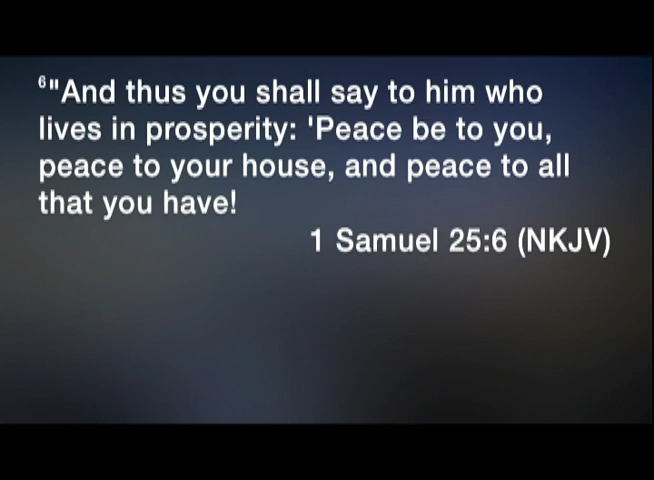 ⁶"And thus you shall say to him who
lives in prosperity: 'Peace be to you,
peace to your house, and peace to all
that you have!
1 Samuel 25:6 (NKJV)